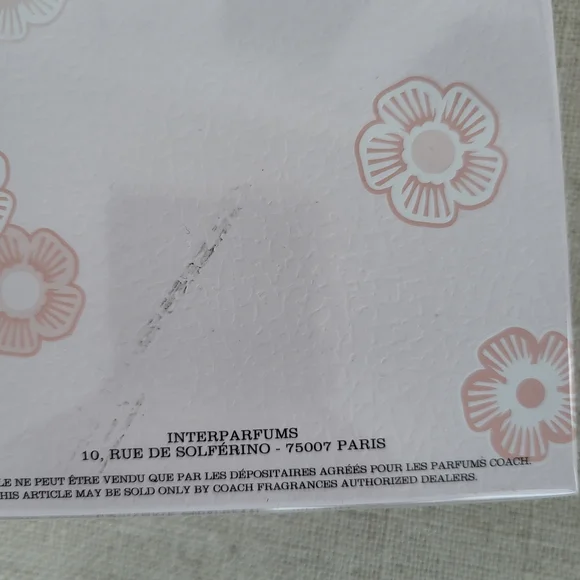 INTERPARFUMS
10, RUE DE SOLFÉRINO - 75007 PARIS
LE NE PEUT ÊTRE VENDU QUE PAR LES DÉPOSITAIRES AGRÉÉS POUR LES PARFUMS COACH.
HIS ARTICLE MAY BE SOLD ONLY BY COACH FRAGRANCES AUTHORIZED DEALERS.